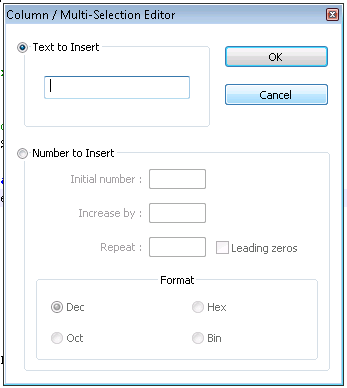 Column / Multi-Selection Editor
Text to Insert
OK
Cancel
Number to Insert
Initial number :
Increase by :
Repeat :
Leading zeros
Format
Dec
Hex
Oct
Bin